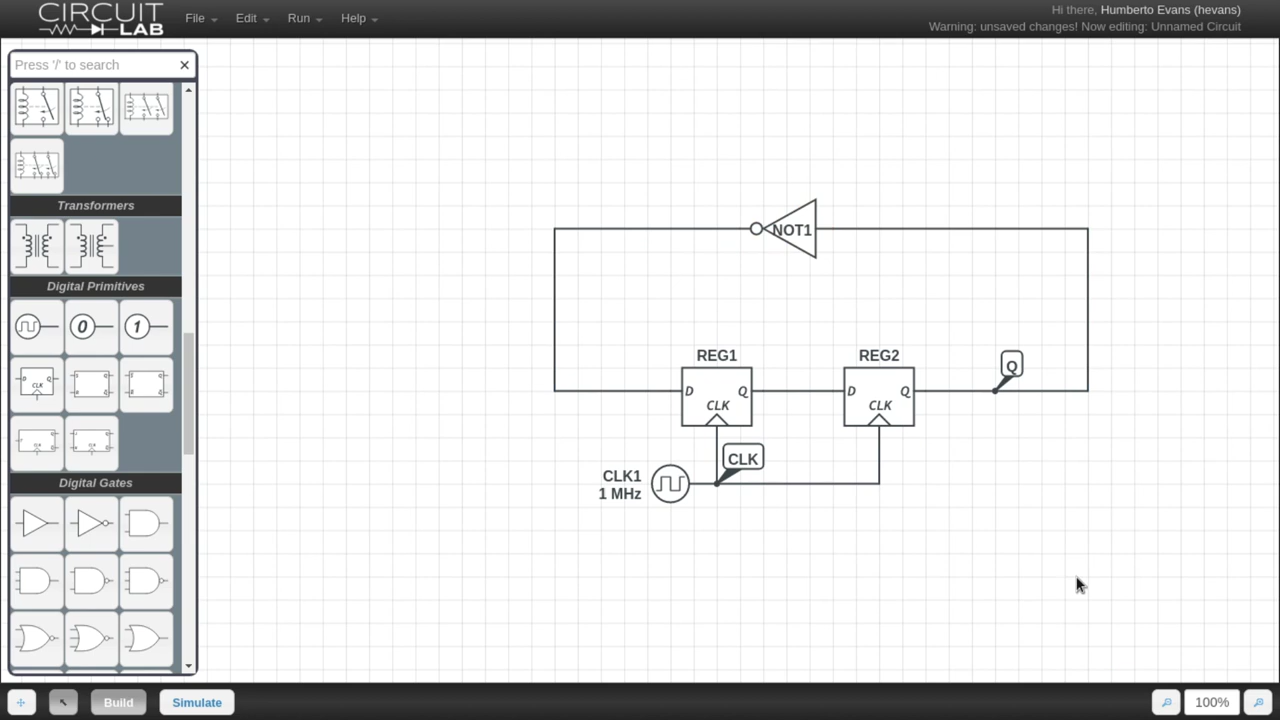 CIRCUIT
LAB
File Edit Run Help
Hi there, Humberto Evans (hevans)
Warning: unsaved changes! Now editing: Unnamed Circuit
Press '/' to search
Transformers
Digital Primitives
0
1
D Q
CLK
Digital Gates
NOT1
REG1
D Q
CLK
REG2
D Q
CLK
Q
CLK
CLK1
1 MHz
Build
Simulate
100%